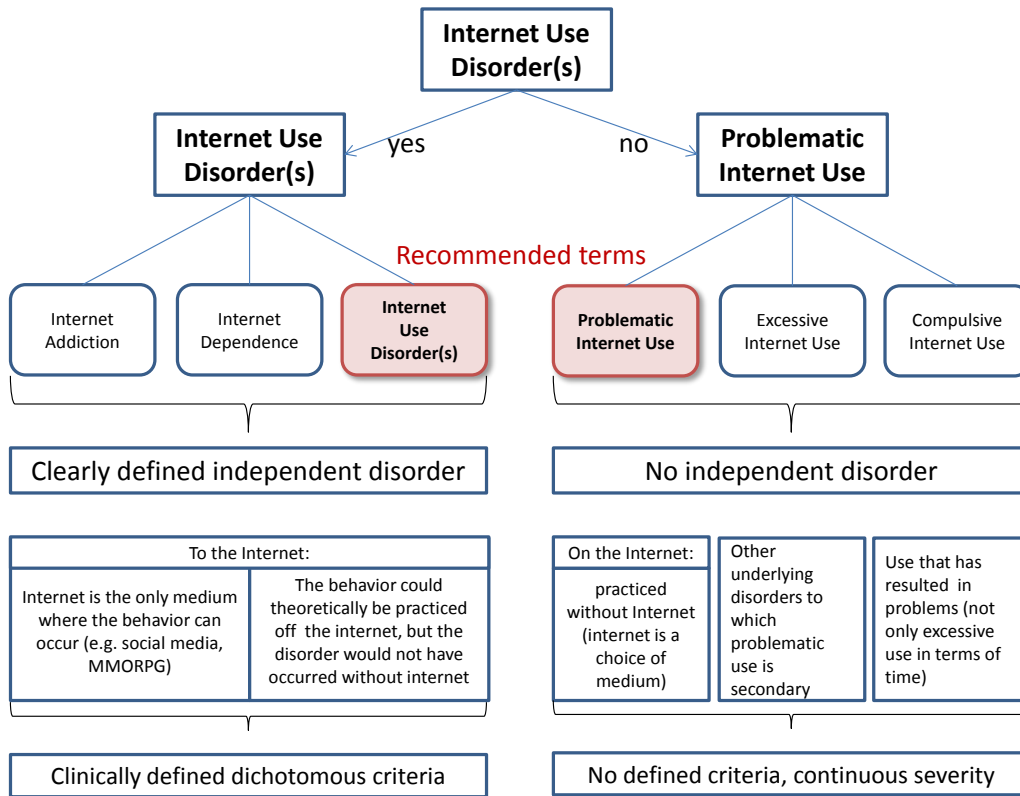 Internet Use
Disorder(s)
Internet Use
Disorder(s)
yes
no
Problematic
Internet Use
Recommended terms
Internet
Addiction
Internet
Dependence
Internet
Use
Disorder(s)
Problematic
Internet Use
Excessive
Internet Use
Compulsive
Internet Use
Clearly defined independent disorder
No independent disorder
To the Internet:
Internet is the only medium
where the behavior can
occur (e.g. social media,
MMORPG)
The behavior could
theoretically be practiced
off the internet, but the
disorder would not have
occurred without internet
On the Internet:
practiced
without Internet
(internet is a
choice of
medium)
Other
underlying
disorders to
which
problematic
use is
secondary
Use that has
resulted in
problems (not
only excessive
use in terms of
time)
Clinically defined dichotomous criteria
No defined criteria, continuous severity